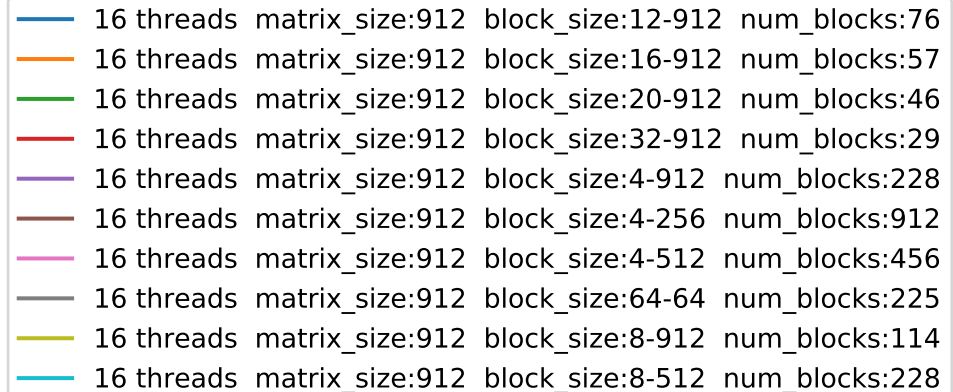 16 threads matrix_size:912 block_size:12-912 num_blocks:76
16 threads matrix_size:912 block_size:16-912 num_blocks:57
16 threads matrix_size:912 block_size:20-912 num_blocks:46
16 threads matrix_size:912 block_size:32-912 num_blocks:29
16 threads matrix_size:912 block_size:4-912 num_blocks:228
16 threads matrix_size:912 block_size:4-256 num_blocks:912
16 threads matrix_size:912 block_size:4-512 num_blocks:456
16 threads matrix_size:912 block_size:64-64 num_blocks:225
16 threads matrix_size:912 block_size:8-912 num_blocks:114
16 threads matrix_size:912 block_size:8-512 num_blocks:228